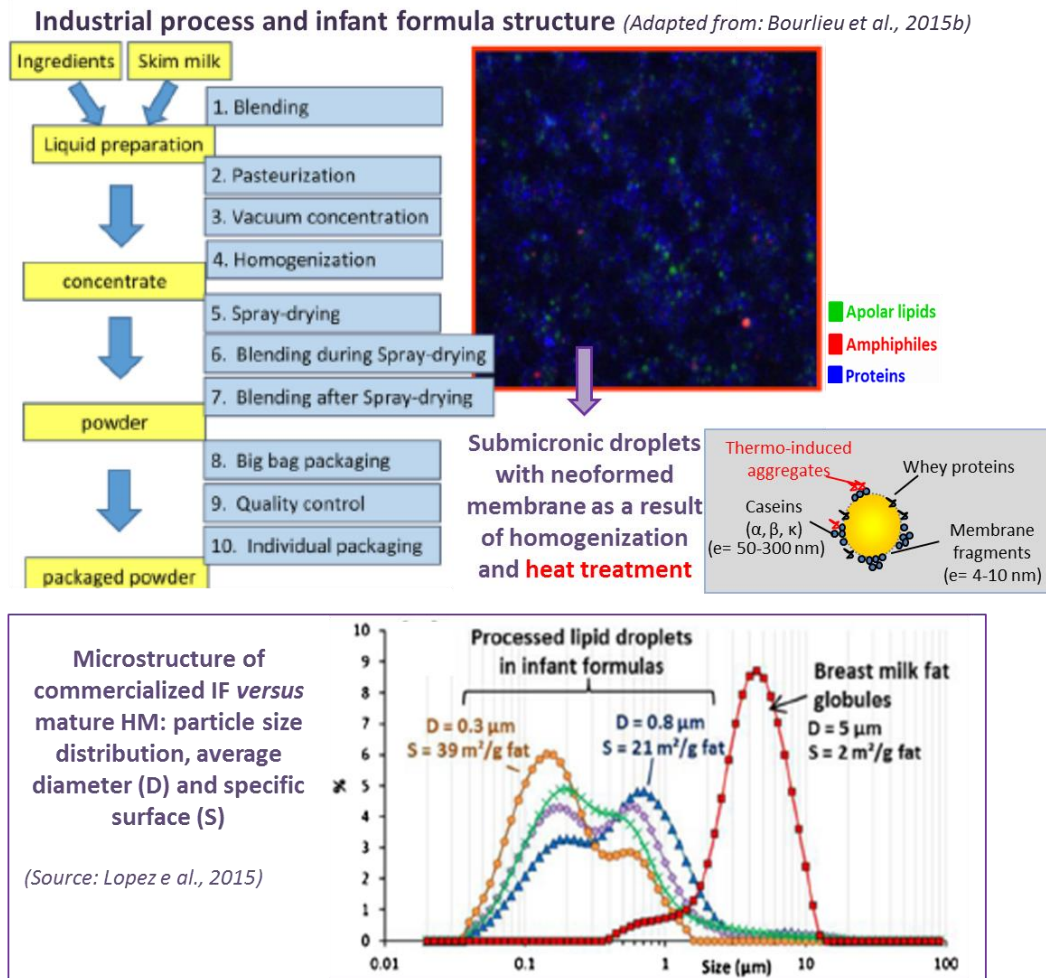 Industrial process and infant formula structure (Adapted from: Bourlieu et al., 2015b)
Ingredients
Skim milk
1. Blending
Liquid preparation
2. Pasteurization
3. Vacuum concentration
4. Homogenization
concentrate
5. Spray-drying
6. Blending during Spray-drying
7. Blending after Spray-drying
powder
8. Big bag packaging
9. Quality control
10. Individual packaging
packaged powder
Apolar lipids
Amphiphiles
Proteins
Submicronic droplets
with neoformed
membrane as a result
of homogenization
and heat treatment
Thermo-induced
aggregates
Whey proteins
Caseins
(α, β, κ)
(e= 50-300 nm)
Membrane
fragments
(e= 4-10 nm)
Microstructure of
commercialized IF versus
mature HM: particle size
distribution, average
diameter (D) and specific
surface (S)
(Source: Lopez e al., 2015)
10
9
8
7
6
5
4
3
2
1
0
%
Processed lipid droplets
in infant formulas
D = 0.3 µm
S = 39 m²/g fat
D = 0.8 µm
S = 21 m²/g fat
Breast milk fat
globules
D = 5 µm
S = 2 m²/g fat
0.01
0.1
1
10
100
Size (µm)